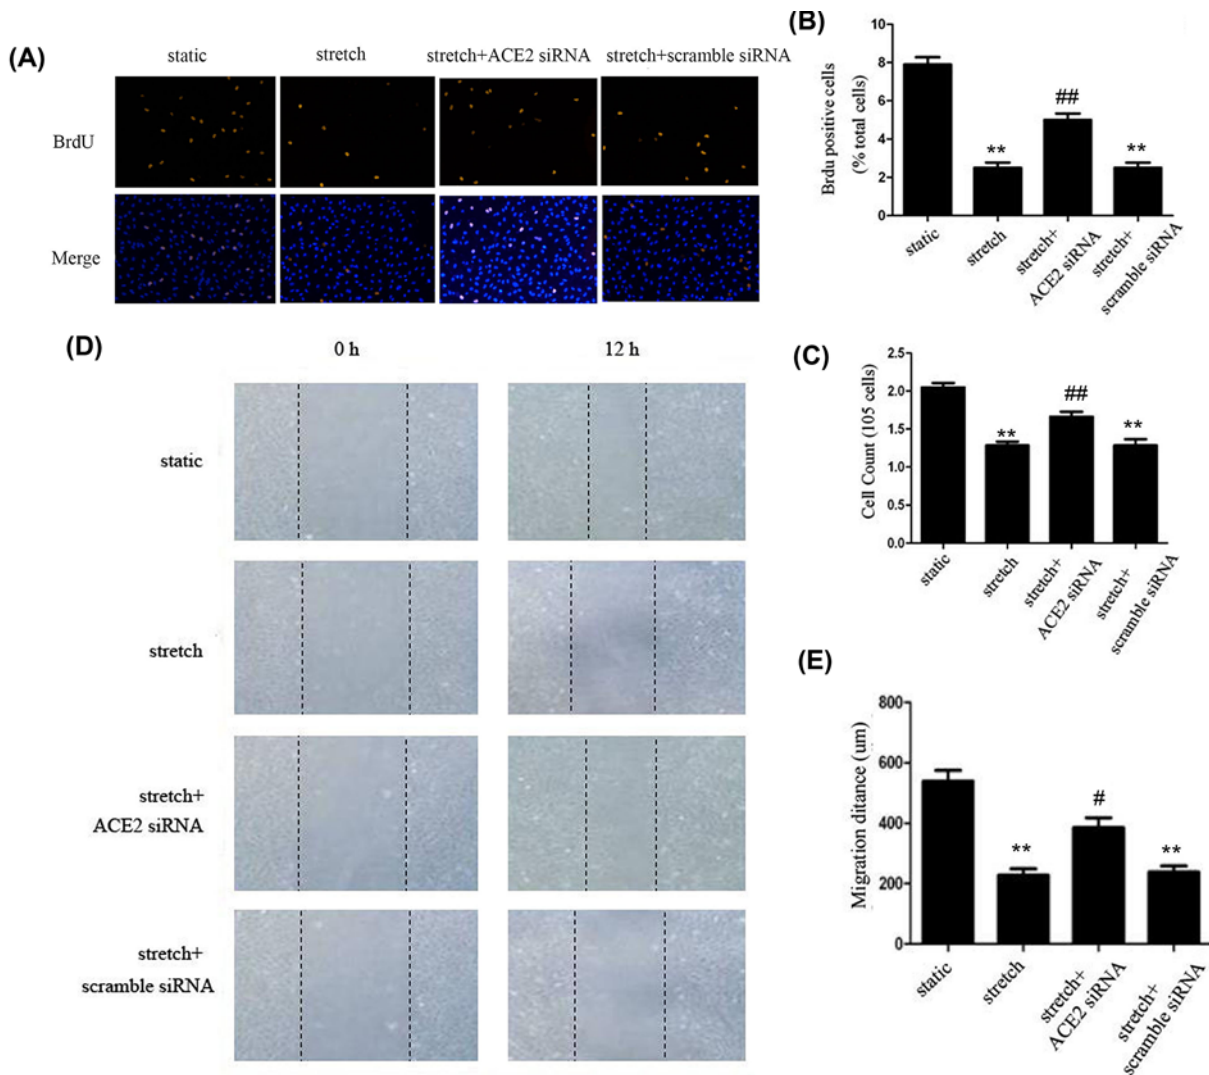 (A)
static
stretch
stretch+ACE2 siRNA
stretch+scramble siRNA
BrdU
Merge
(B)
Brdu positive cells
(% total cells)
10
8
6
4
2
0
**
##
**
static
stretch
stretch+
ACE2 siRNA
stretch+
scramble siRNA
(C)
Cell Count (105 cells)
2.5
2.0
1.5
1.0
0.5
0.0
**
##
**
static
stretch
stretch+
ACE2 siRNA
stretch+
scramble siRNA
(D)
0 h
12 h
static
stretch
stretch+
ACE2 siRNA
stretch+
scramble siRNA
(E)
Migration ditance (um)
800
600
400
200
0
**
#
**
static
stretch
stretch+
ACE2 siRNA
stretch+
scramble siRNA